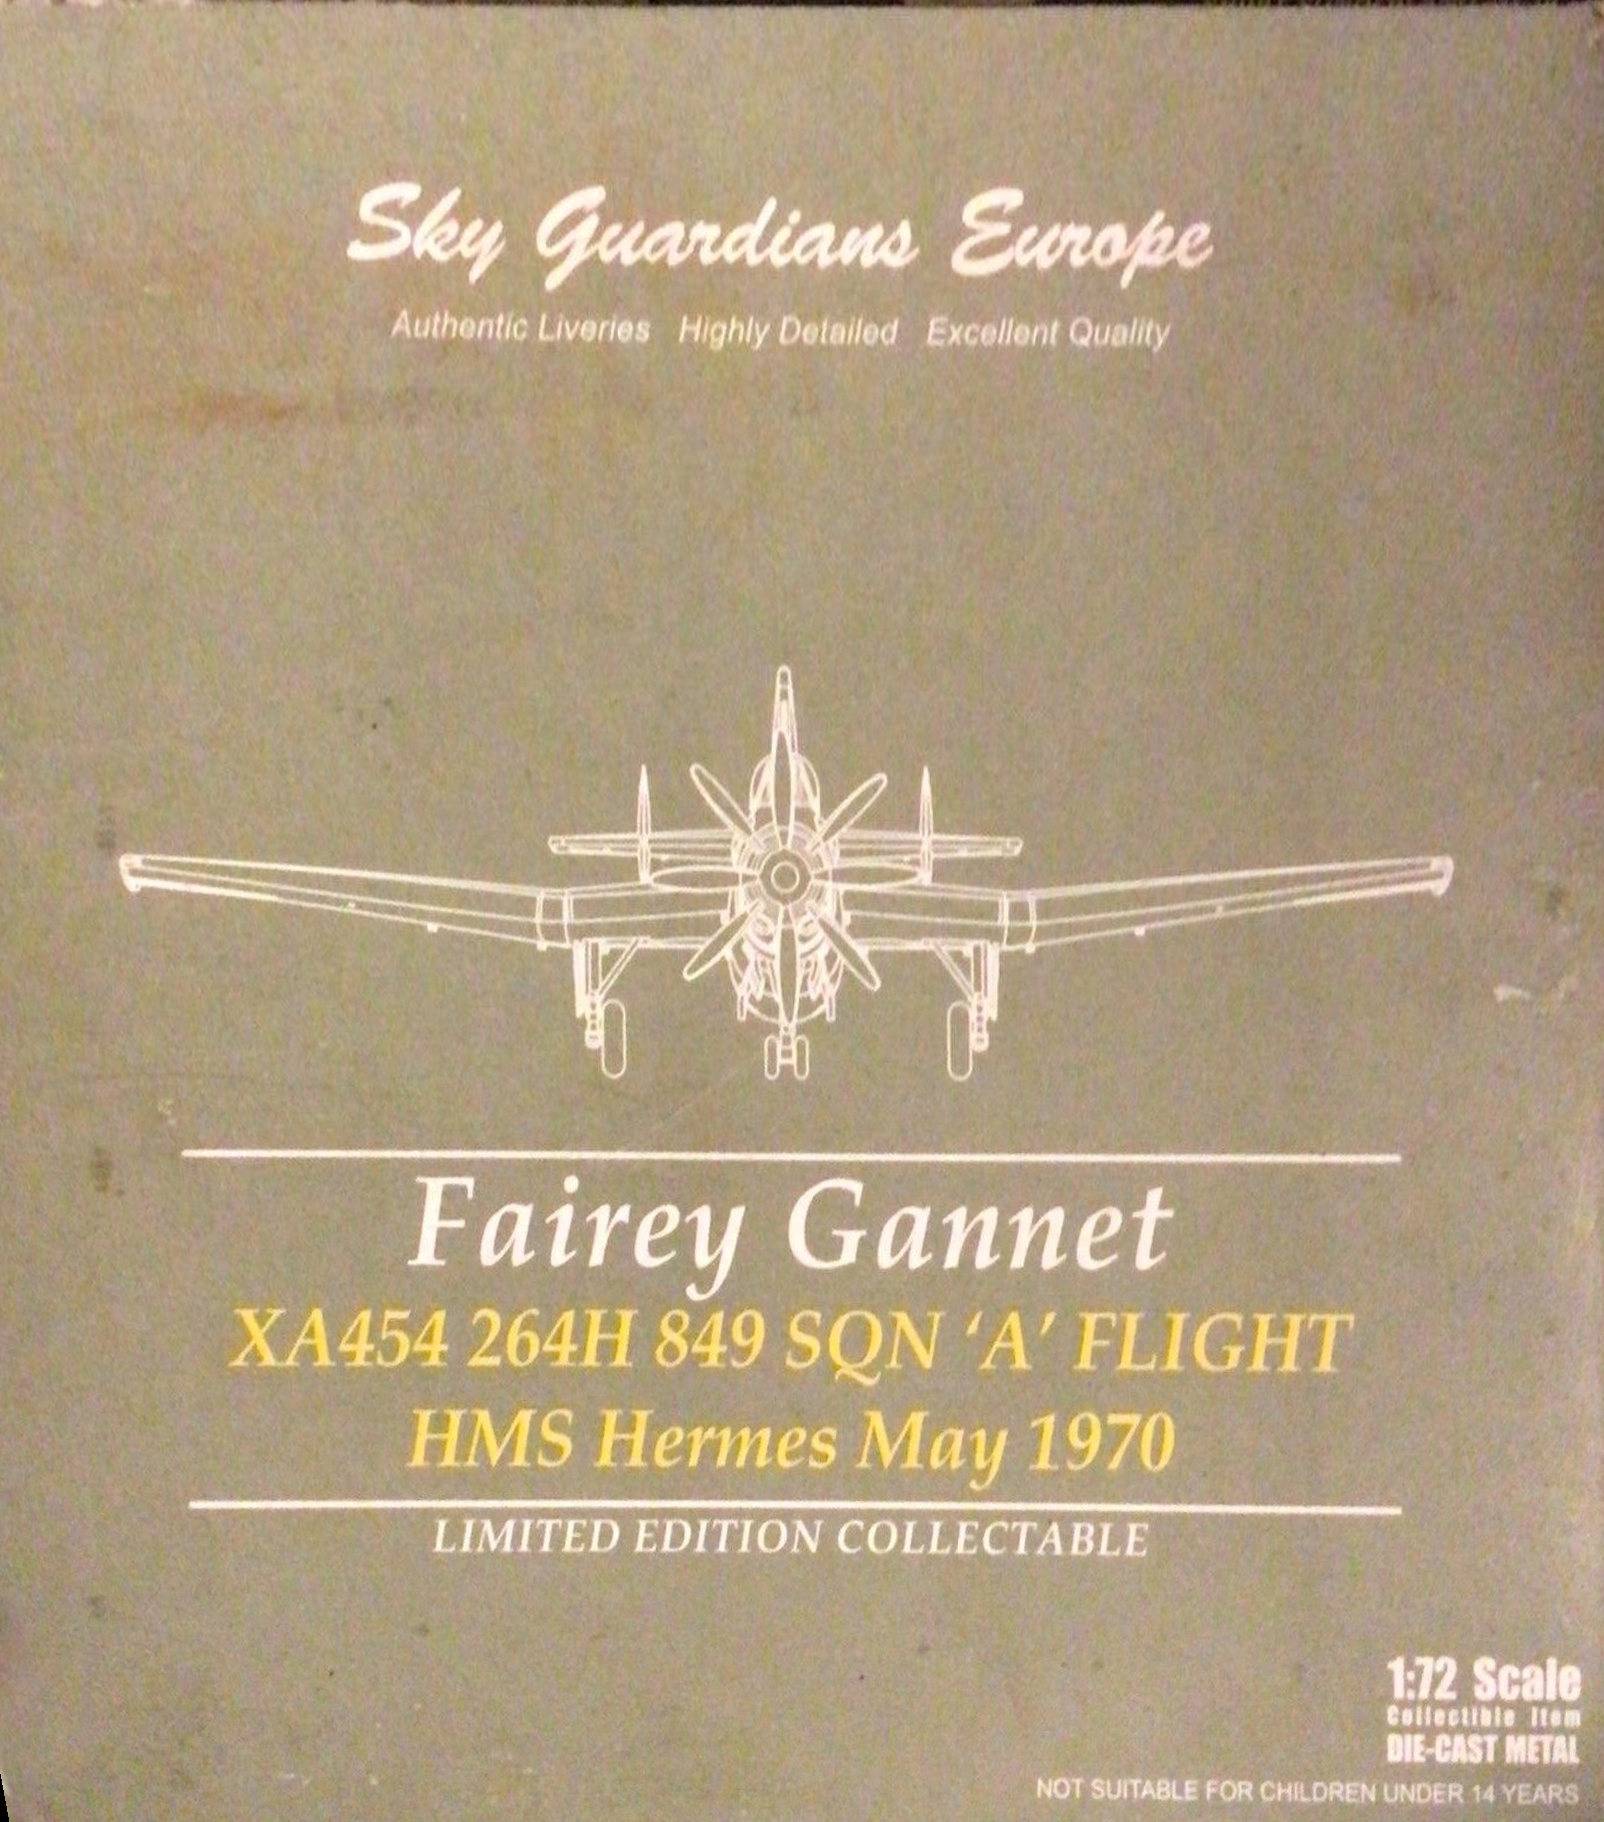 Sky Guardians Europe
Authentic Liveries Highly Detailed Excellent Quality
Fairey Gannet
XA454 264H 849 SQN ‘A’ FLIGHT
HMS Hermes May 1970
LIMITED EDITION COLLECTABLE
1:72 Scale
Collectible Item
DIE-CAST METAL
NOT SUITABLE FOR CHILDREN UNDER 14 YEARS